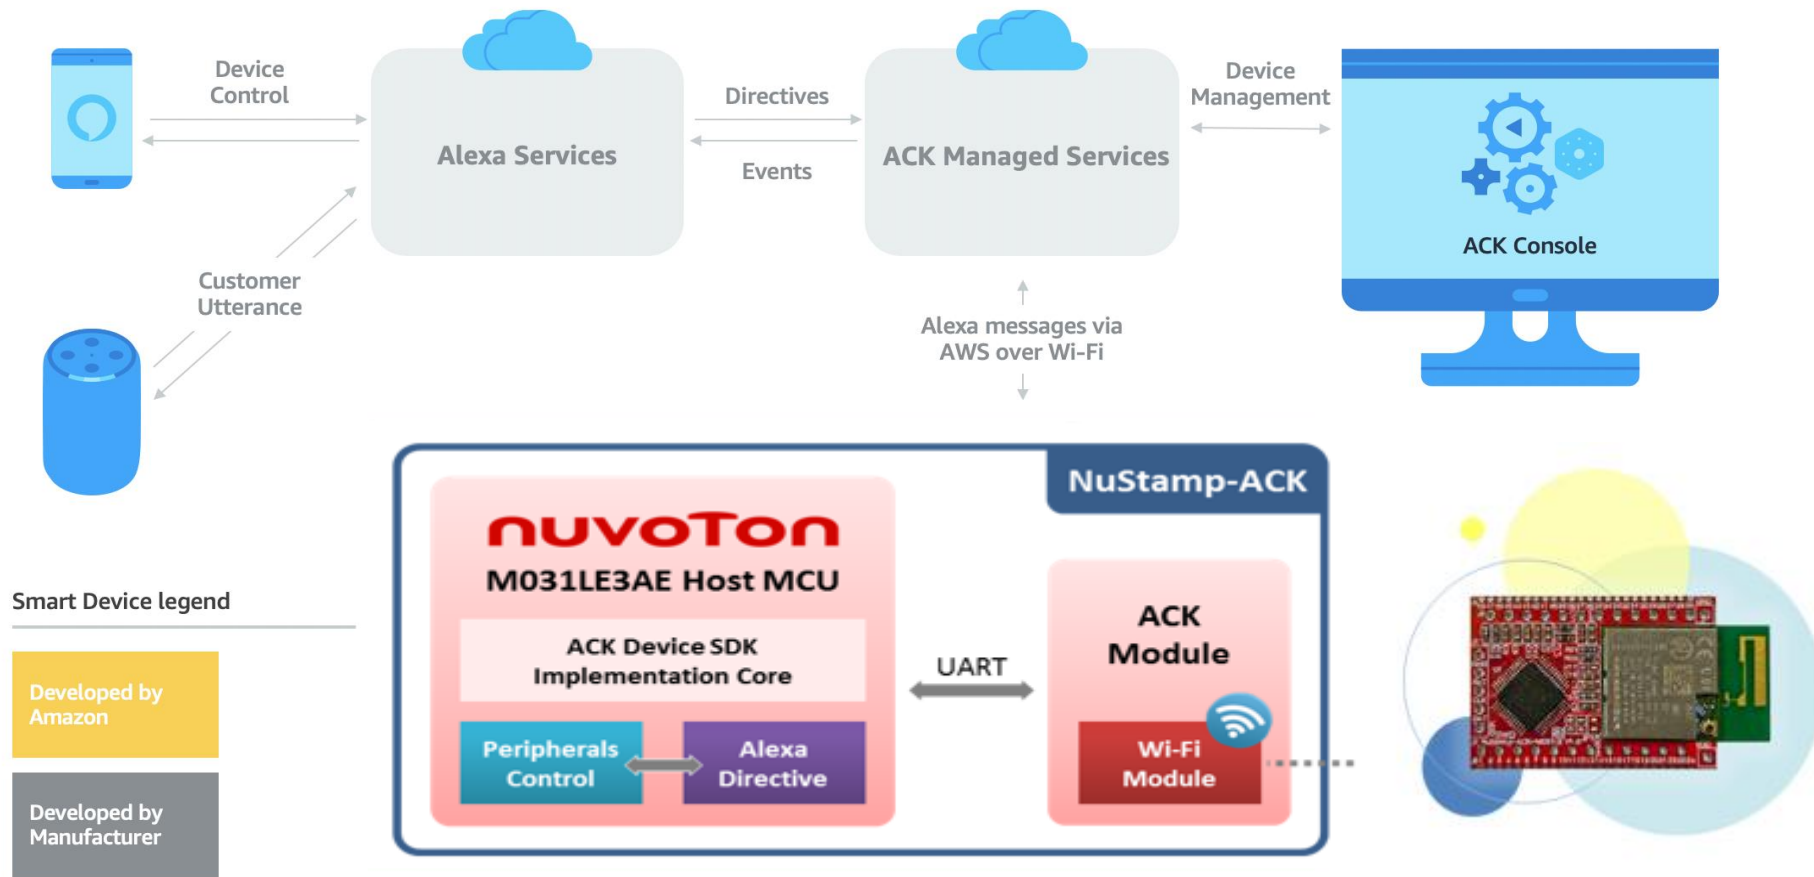 Device
Control
Alexa Services
Directives
Events
ACK Managed Services
Device
Management
ACK Console
Customer
Utterance
Alexa messages via
AWS over Wi-Fi
NuStamp-ACK
nuvoTon
M031LE3AE Host MCU
ACK Device SDK
Implementation Core
Peripherals
Control
Alexa
Directive
UART
ACK
Module
Wi-Fi
Module
Smart Device legend
Developed by
Amazon
Developed by
Manufacturer